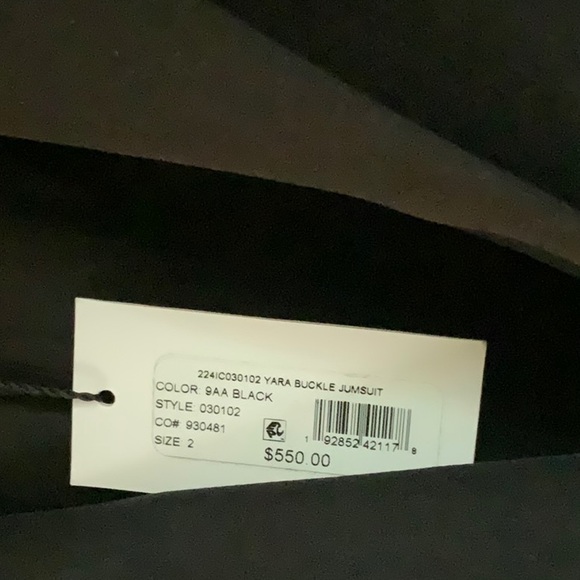 224IC030102 YARA BUCKLE JUMSUIT
COLOR: 9AA BLACK
STYLE: 030102
CO# 930481
SIZE: 2
1 92852 42117 8
$550.00